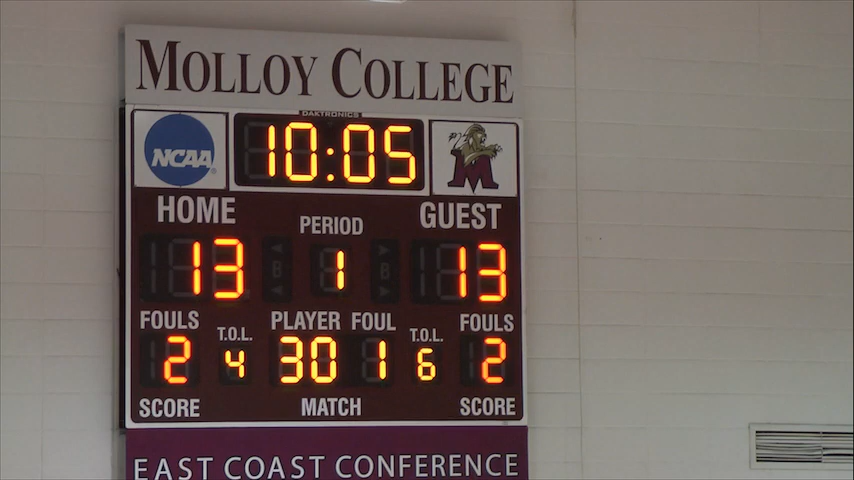 MOLLOY COLLEGE
DAKTRONICS
NCAA
10:05
M
HOME PERIOD GUEST
13 B 1 B 13
FOULS T.O.L. PLAYER FOUL T.O.L. FOULS
2 4 30 1 6 2
SCORE MATCH SCORE
EAST COAST CONFERENCE